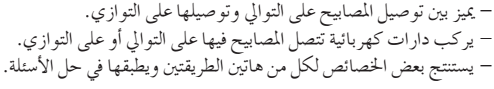 – يميز بين توصيل المصابيح على التوالي وتوصيلها على التوازي.
– يركب دارات كهربائية تتصل المصابيح فيها على التوالي أو على التوازي.
– يستنتج بعض الخصائص لكل من هاتين الطريقتين ويطبقها في حل الأسئلة.